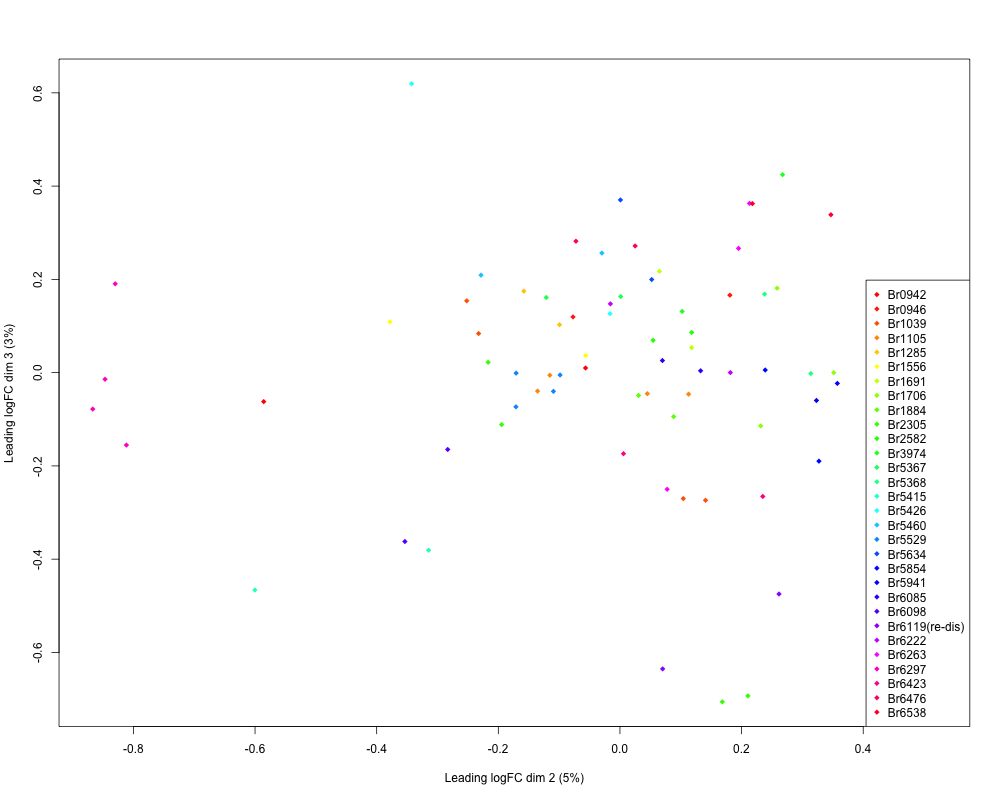 0.6
0.4
0.2
0.0
-0.2
-0.4
-0.6
Leading logFC dim 3 (3%)
Br0942
Br0946
Br1039
Br1105
Br1285
Br1556
Br1691
Br1706
Br1884
Br2305
Br2582
Br3974
Br5367
Br5368
Br5415
Br5426
Br5460
Br5529
Br5634
Br5854
Br5941
Br6085
Br6098
Br6119(re-dis)
Br6222
Br6263
Br6297
Br6423
Br6476
Br6538
-0.8 -0.6 -0.4 -0.2 0.0 0.2 0.4
Leading logFC dim 2 (5%)